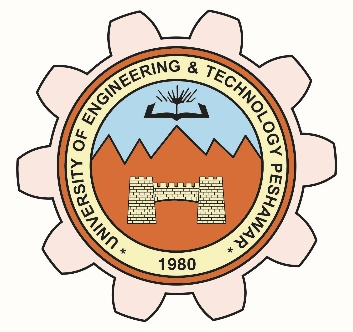 * UNIVERSITY OF ENGINEERING & TECHNOLOGY PESHAWAR *
1980